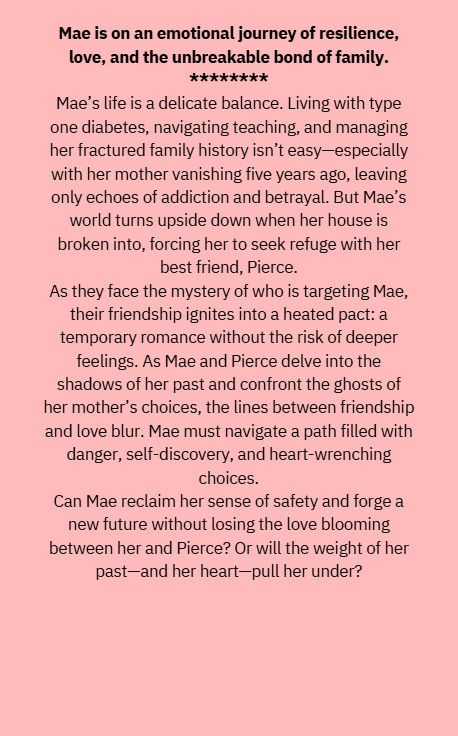 Mae is on an emotional journey of resilience,
love, and the unbreakable bond of family.
********
Mae’s life is a delicate balance. Living with type
one diabetes, navigating teaching, and managing
her fractured family history isn’t easy—especially
with her mother vanishing five years ago, leaving
only echoes of addiction and betrayal. But Mae’s
world turns upside down when her house is
broken into, forcing her to seek refuge with her
best friend, Pierce.
As they face the mystery of who is targeting Mae,
their friendship ignites into a heated pact: a
temporary romance without the risk of deeper
feelings. As Mae and Pierce delve into the
shadows of her past and confront the ghosts of
her mother’s choices, the lines between friendship
and love blur. Mae must navigate a path filled with
danger, self-discovery, and heart-wrenching
choices.
Can Mae reclaim her sense of safety and forge a
new future without losing the love blooming
between her and Pierce? Or will the weight of her
past—and her heart—pull her under?